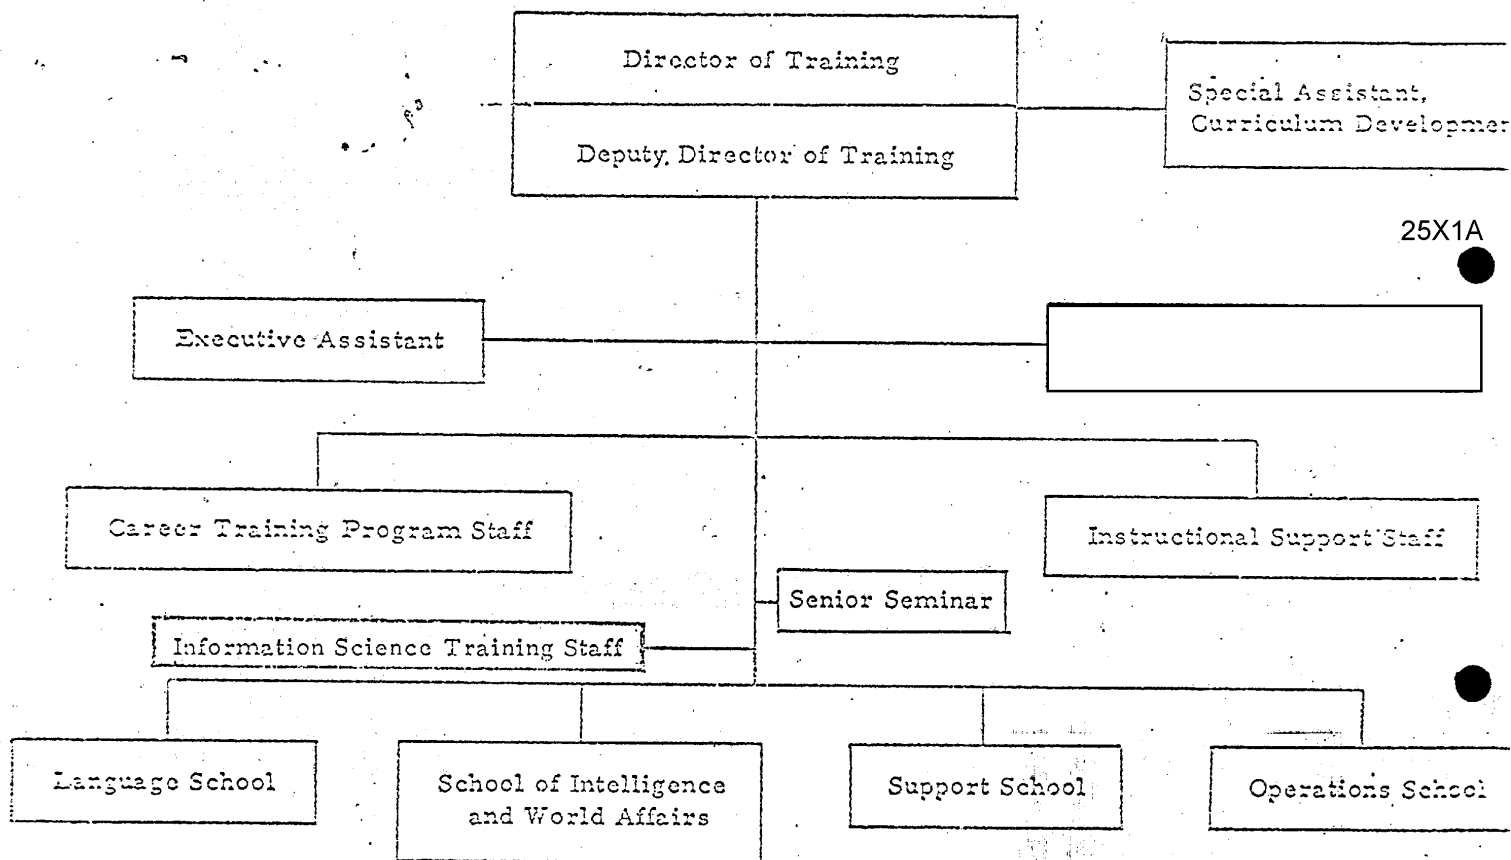 Director of Training
Special Assistant,
Curriculum Developmen
Deputy Director of Training
25X1A
Executive Assistant
Career Training Program Staff
Instructional Support Staff
Senior Seminar
Information Science Training Staff
Language School
School of Intelligence
and World Affairs
Support School
Operations School